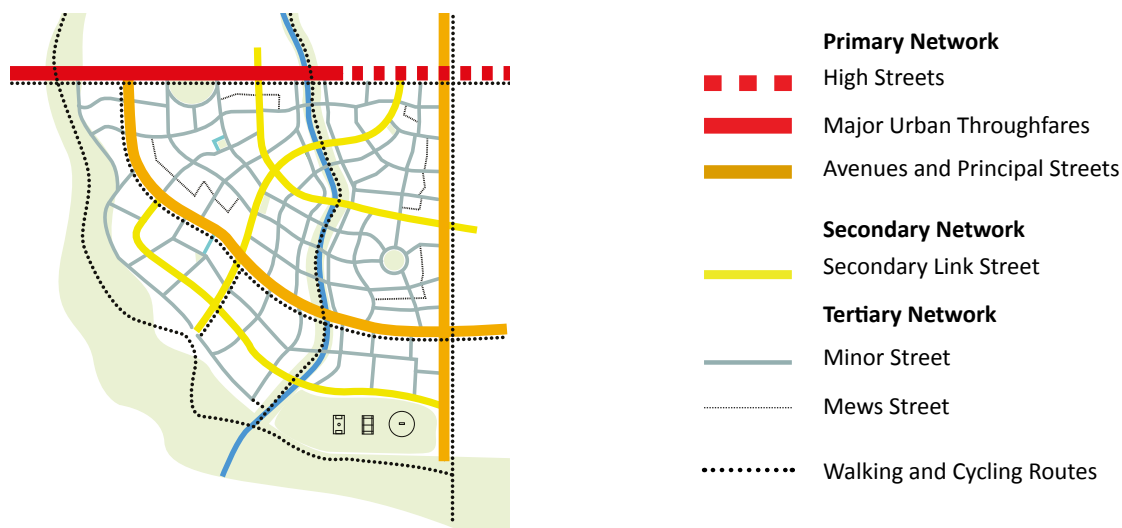 Primary Network
High Streets
Major Urban Throughfares
Avenues and Principal Streets
Secondary Network
Secondary Link Street
Tertiary Network
Minor Street
Mews Street
Walking and Cycling Routes